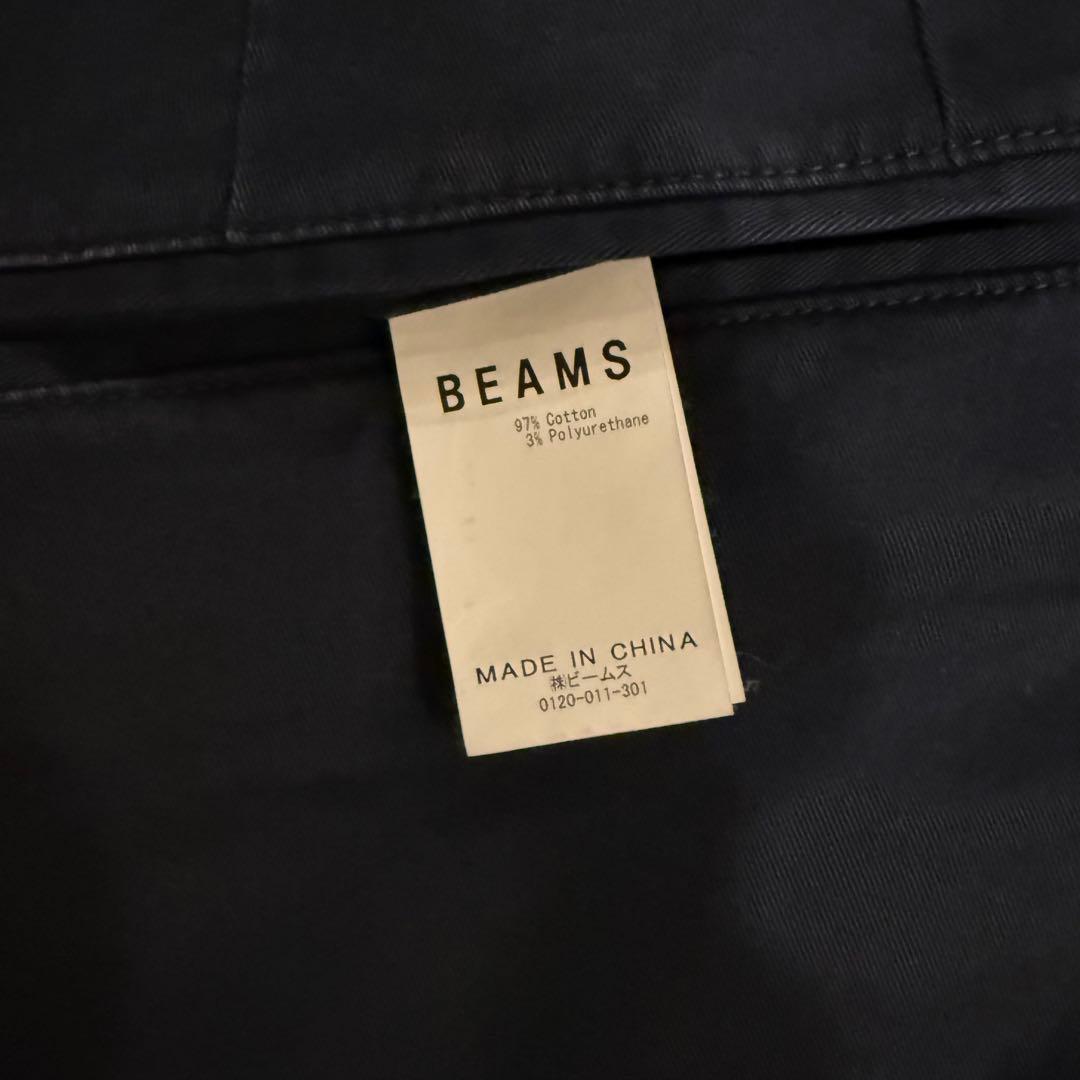 BEAMS
97% Cotton
3% Polyurethane
MADE IN CHINA
㈱ビームス
0120-011-301